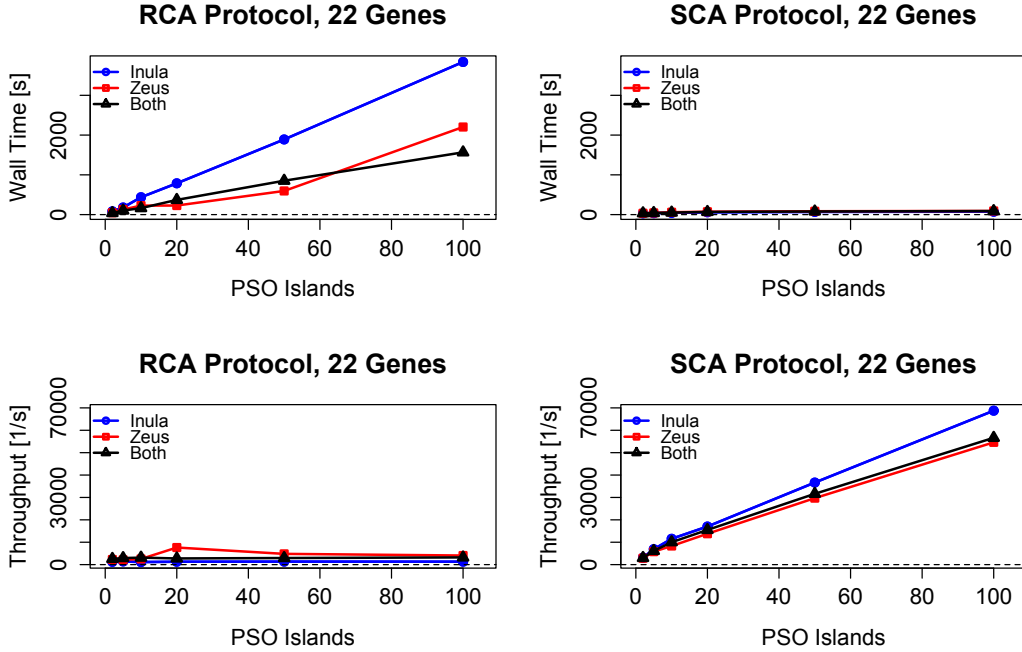 RCA Protocol, 22 Genes
Wall Time [s]
2000
0
Inula
Zeus
Both
0 20 40 60 80 100
PSO Islands
SCA Protocol, 22 Genes
Wall Time [s]
2000
0
Inula
Zeus
Both
0 20 40 60 80 100
PSO Islands
RCA Protocol, 22 Genes
Throughput [1/s]
70000
30000
0
Inula
Zeus
Both
0 20 40 60 80 100
PSO Islands
SCA Protocol, 22 Genes
Throughput [1/s]
70000
30000
0
Inula
Zeus
Both
0 20 40 60 80 100
PSO Islands